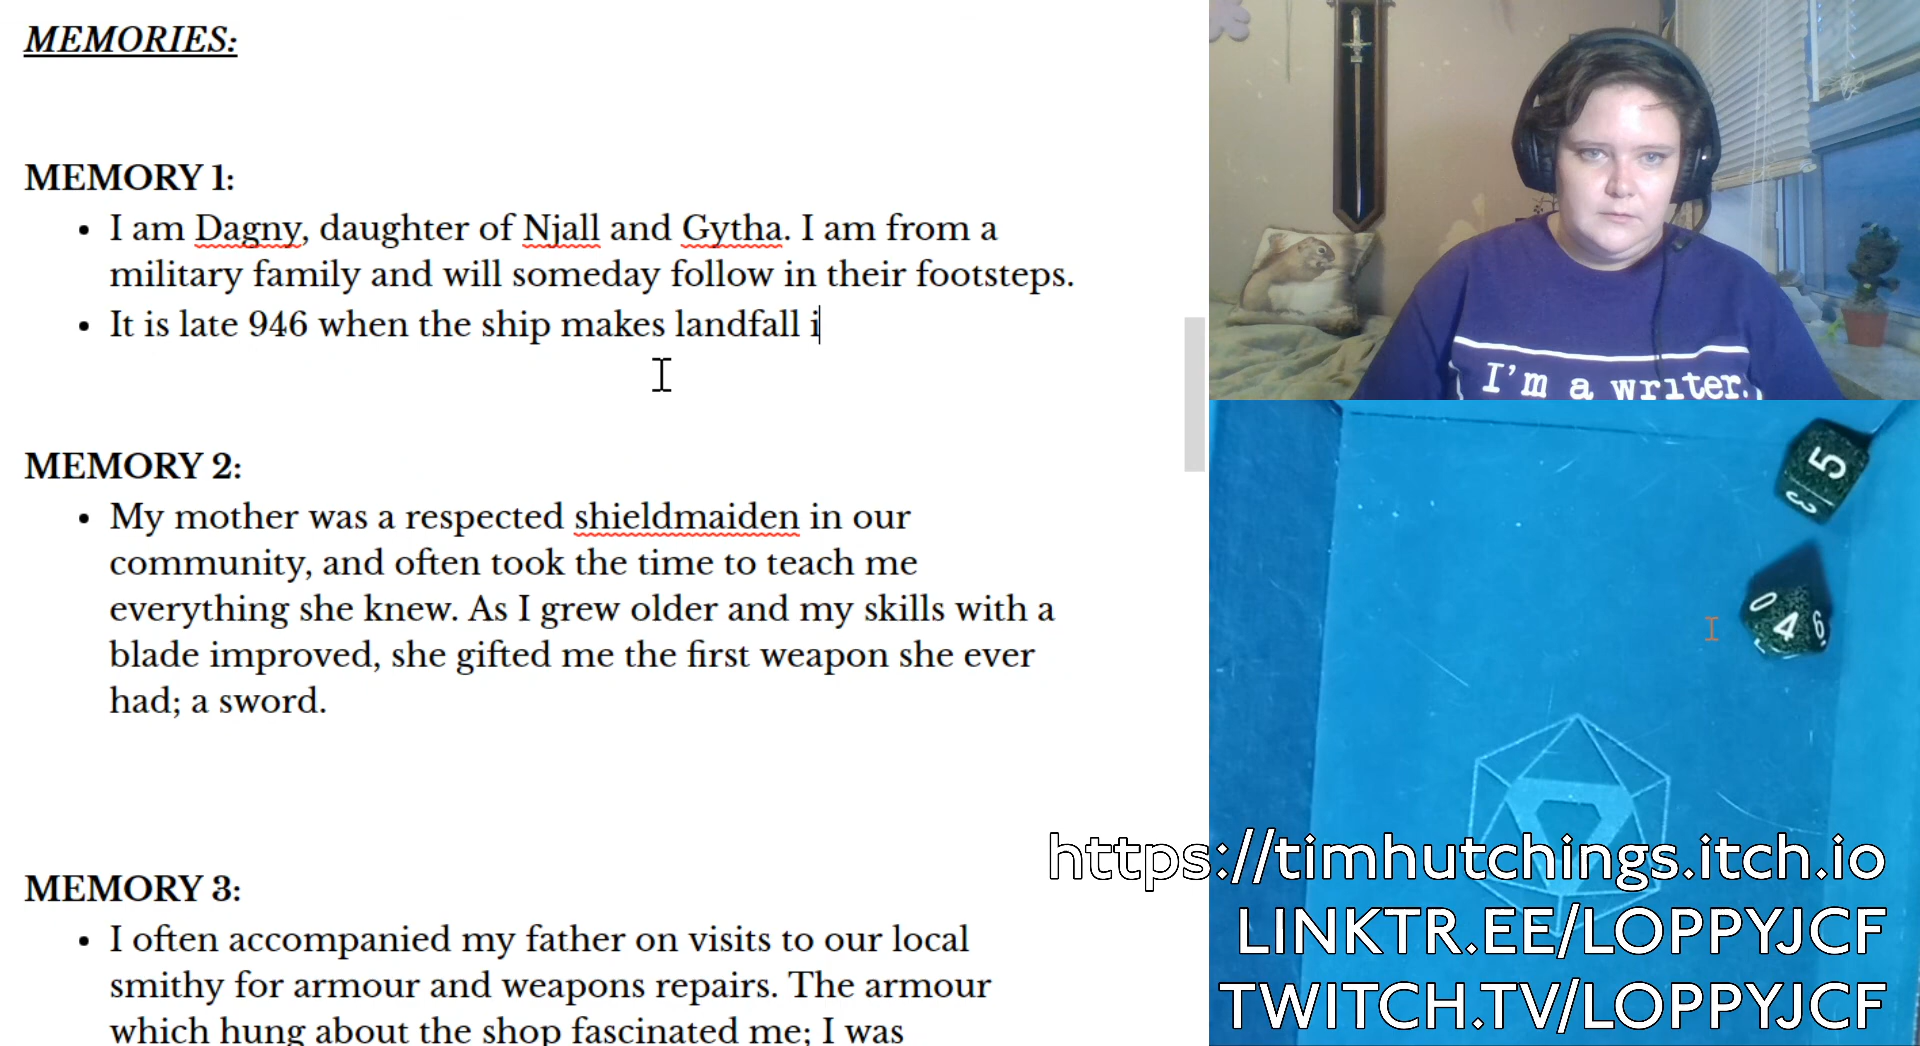 MEMORIES:
MEMORY 1:
• I am Dagny, daughter of Njall and Gytha. I am from a
military family and will someday follow in their footsteps.
• It is late 946 when the ship makes landfall i
MEMORY 2:
• My mother was a respected shieldmaiden in our
community, and often took the time to teach me
everything she knew. As I grew older and my skills with a
blade improved, she gifted me the first weapon she ever
had; a sword.
MEMORY 3:
• I often accompanied my father on visits to our local
smithy for armour and weapons repairs. The armour
which hung about the shop fascinated me; I was
I'm a writer.
5
3
0 4 6
https://timhutchings.itch.io
LINKTR.EE/LOPPYJCF
TWITCH.TV/LOPPYJCF